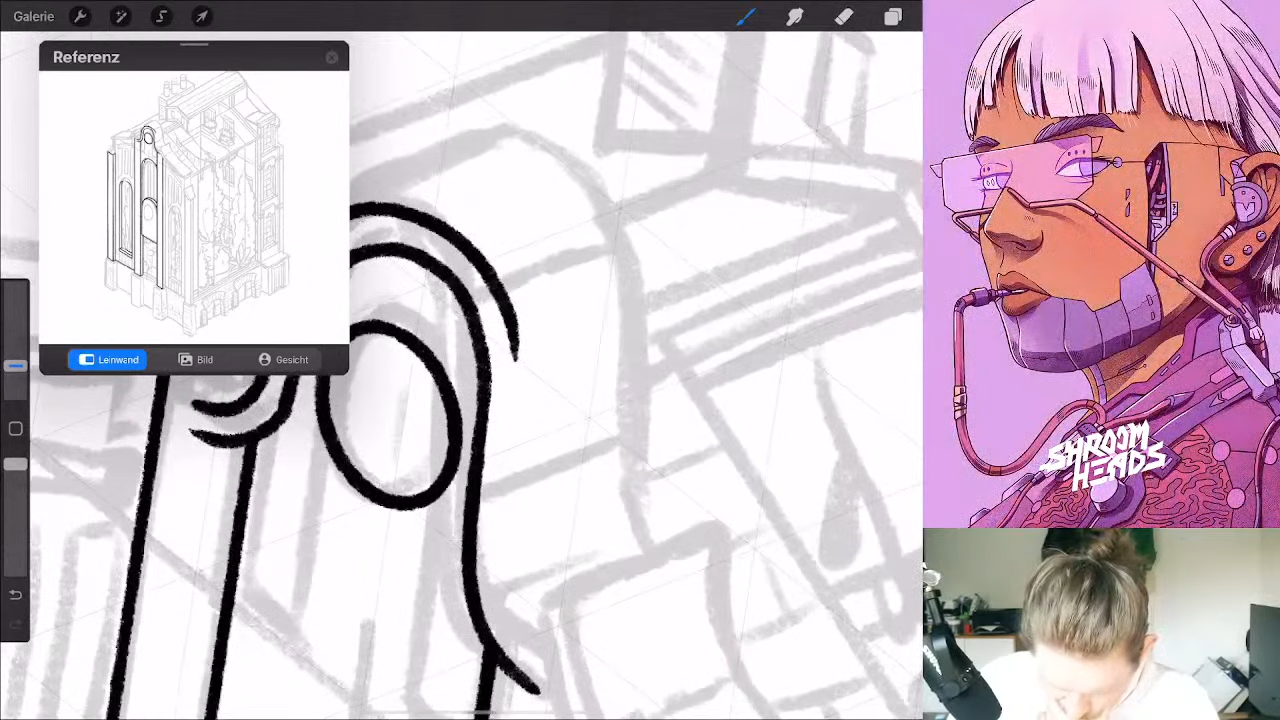 Galerie
Referenz
Leinwand
Bild
Gesicht
SHROOM
HEADS